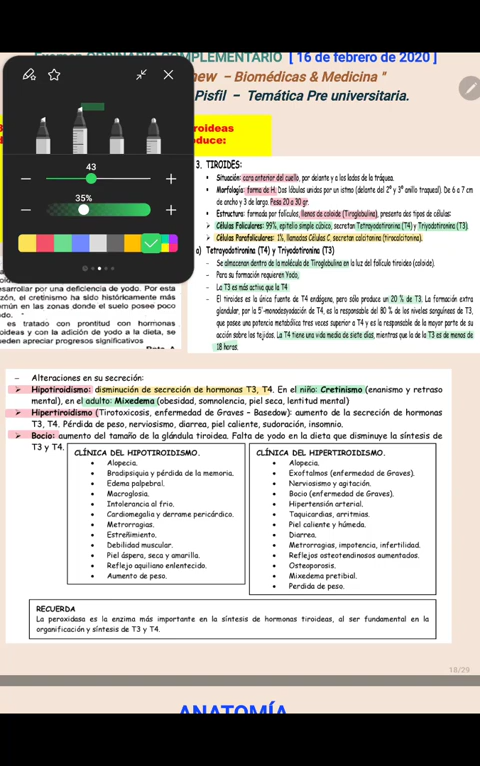 COMPLEMENTARIO [ 16 de febrero de 2020 ]
new – Biomédicas & Medicina "
Pisfil – Temática Pre universitaria.
roideas
duce:
43
35%
3. TIROIDES:
• Situación: cara anterior del cuello, por delante y a los lados de la tráquea.
• Morfología: forma de H. Dos lóbulos unidos por un istmo (delante del 2º y 3º anillo traqueal). De 6 a 7 cm
de ancho y 3 de largo. Peso 20 a 30 gr.
• Estructura: formada por folículos, llenos de coloide (Tiroglobulina), presenta dos tipos de células:
➢ Células Foliculares: 99%, epitelio simple cúbico, secretan Tetrayodotironina (T4) y Triyodotironina (T3).
➢ Células Parafoliculares: 1%, llamadas Células C, secretan calcitonina (tirocalcitonina).
a) Tetrayodotironina (T4) y Triyodotironina (T3)
– Se almacenan dentro de la molécula de Tiroglobulina en la luz del folículo tiroideo (coloide).
– Para su formación requieren Yodo.
– La T3 es más activa que la T4
– El tiroides es la única fuente de T4 endógena, pero sólo produce un 20 % de T3. La formación extra
glandular, por la 5'-monodesyodación de T4, es la responsable del 80 % de los niveles sanguíneos de T3,
que posee una potencia metabólica tres veces superior a T4 y es la responsable de la mayor parte de su
acción sobre los tejidos. La T4 tiene una vida media de siete días, mientras que la de la T3 es de menos de
18 horas.
esarrollar por una deficiencia de yodo. Por esta
zón, el cretinismo ha sido históricamente más
mún en las zonas donde el suelo posee poco
do. "
es tratado con prontitud con hormonas
oideas y con la adición de yodo a la dieta, se
eden apreciar progresos significativos
– Alteraciones en su secreción:
➢ Hipotiroidismo: disminución de secreción de hormonas T3, T4. En el niño: Cretinismo (enanismo y retraso
mental), en el adulto: Mixedema (obesidad, somnolencia, piel seca, lentitud mental)
➢ Hipertiroidismo (Tirotoxicosis, enfermedad de Graves – Basedow): aumento de la secreción de hormonas
T3, T4. Pérdida de peso, nerviosismo, diarrea, piel caliente, sudoración, insomnio.
➢ Bocio: aumento del tamaño de la glándula tiroidea. Falta de yodo en la dieta que disminuye la síntesis de
T3 y T4.
CLÍNICA DEL HIPOTIROIDISMO.
• Alopecia.
• Bradipsiquia y pérdida de la memoria.
• Edema palpebral.
• Macroglosia.
• Intolerancia al frio.
• Cardiomegalia y derrame pericárdico.
• Metrorragias.
• Estreñimiento.
• Debilidad muscular.
• Piel áspera, seca y amarilla.
• Reflejo aquiliano enlentecido.
• Aumento de peso.
CLÍNICA DEL HIPERTIROIDISMO.
• Alopecia.
• Exoftalmos (enfermedad de Graves).
• Nerviosismo y agitación.
• Bocio (enfermedad de Graves).
• Hipertensión arterial.
• Taquicardias, arritmias.
• Piel caliente y húmeda.
• Diarrea.
• Metrorragias, impotencia, infertilidad.
• Reflejos osteotendinosos aumentados.
• Osteoporosis.
• Mixedema pretibial.
• Perdida de peso.
RECUERDA
La peroxidasa es la enzima más importante en la síntesis de hormonas tiroideas, al ser fundamental en la
organificación y síntesis de T3 y T4.
18/29
ANATOMÍA